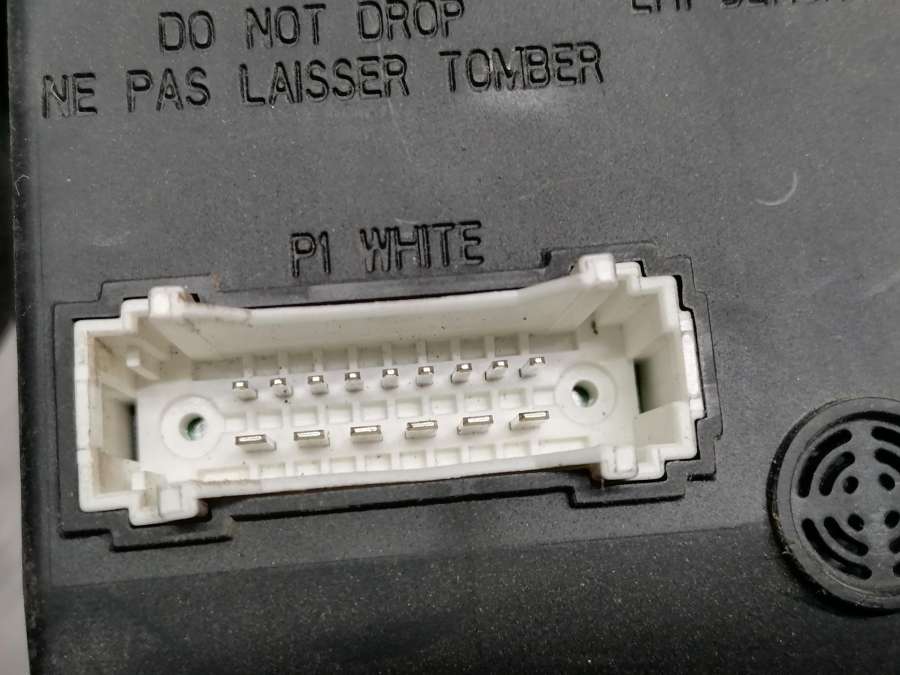 DO NOT DROP
NE PAS LAISSER TOMBER
P1 WHITE